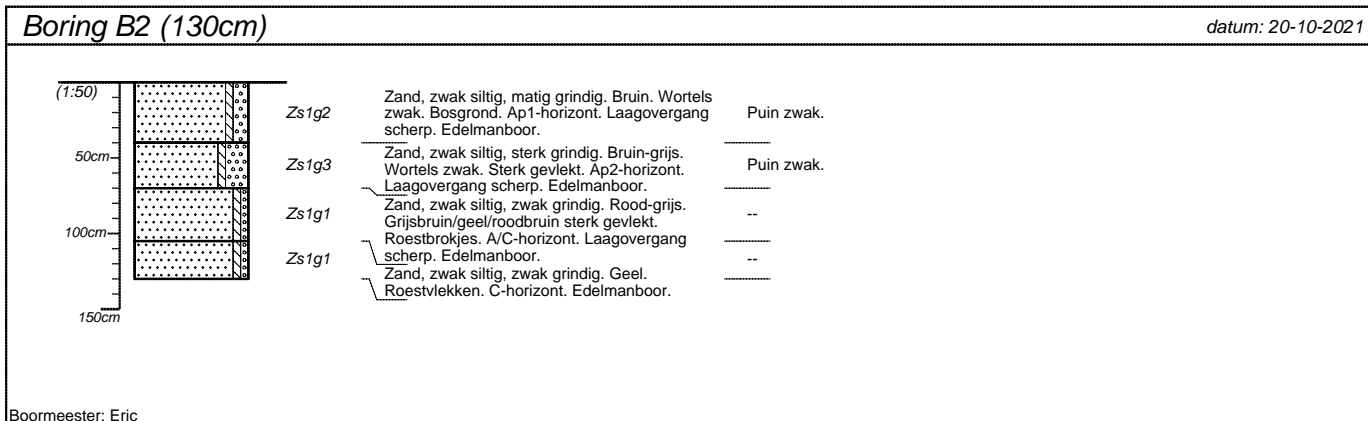 Boring B2 (130cm)
datum: 20-10-2021
(1:50)
Zs1g2
Zand, zwak siltig, matig grindig. Bruin. Wortels
zwak. Bosgrond. Ap1-horizont. Laagovergang
scherp. Edelmanboor.
Puin zwak.
50cm
Zs1g3
Zand, zwak siltig, sterk grindig. Bruin-grijs.
Wortels zwak. Sterk gevlekt. Ap2-horizont.
Laagovergang scherp. Edelmanboor.
Puin zwak.
Zs1g1
Zand, zwak siltig, zwak grindig. Rood-grijs.
Grijsbruin/geel/roodbruin sterk gevlekt.
Roestbrokjes. A/C-horizont. Laagovergang
scherp. Edelmanboor.
--
100cm
Zs1g1
Zand, zwak siltig, zwak grindig. Geel.
Roestvlekken. C-horizont. Edelmanboor.
--
150cm
Boormeester: Eric